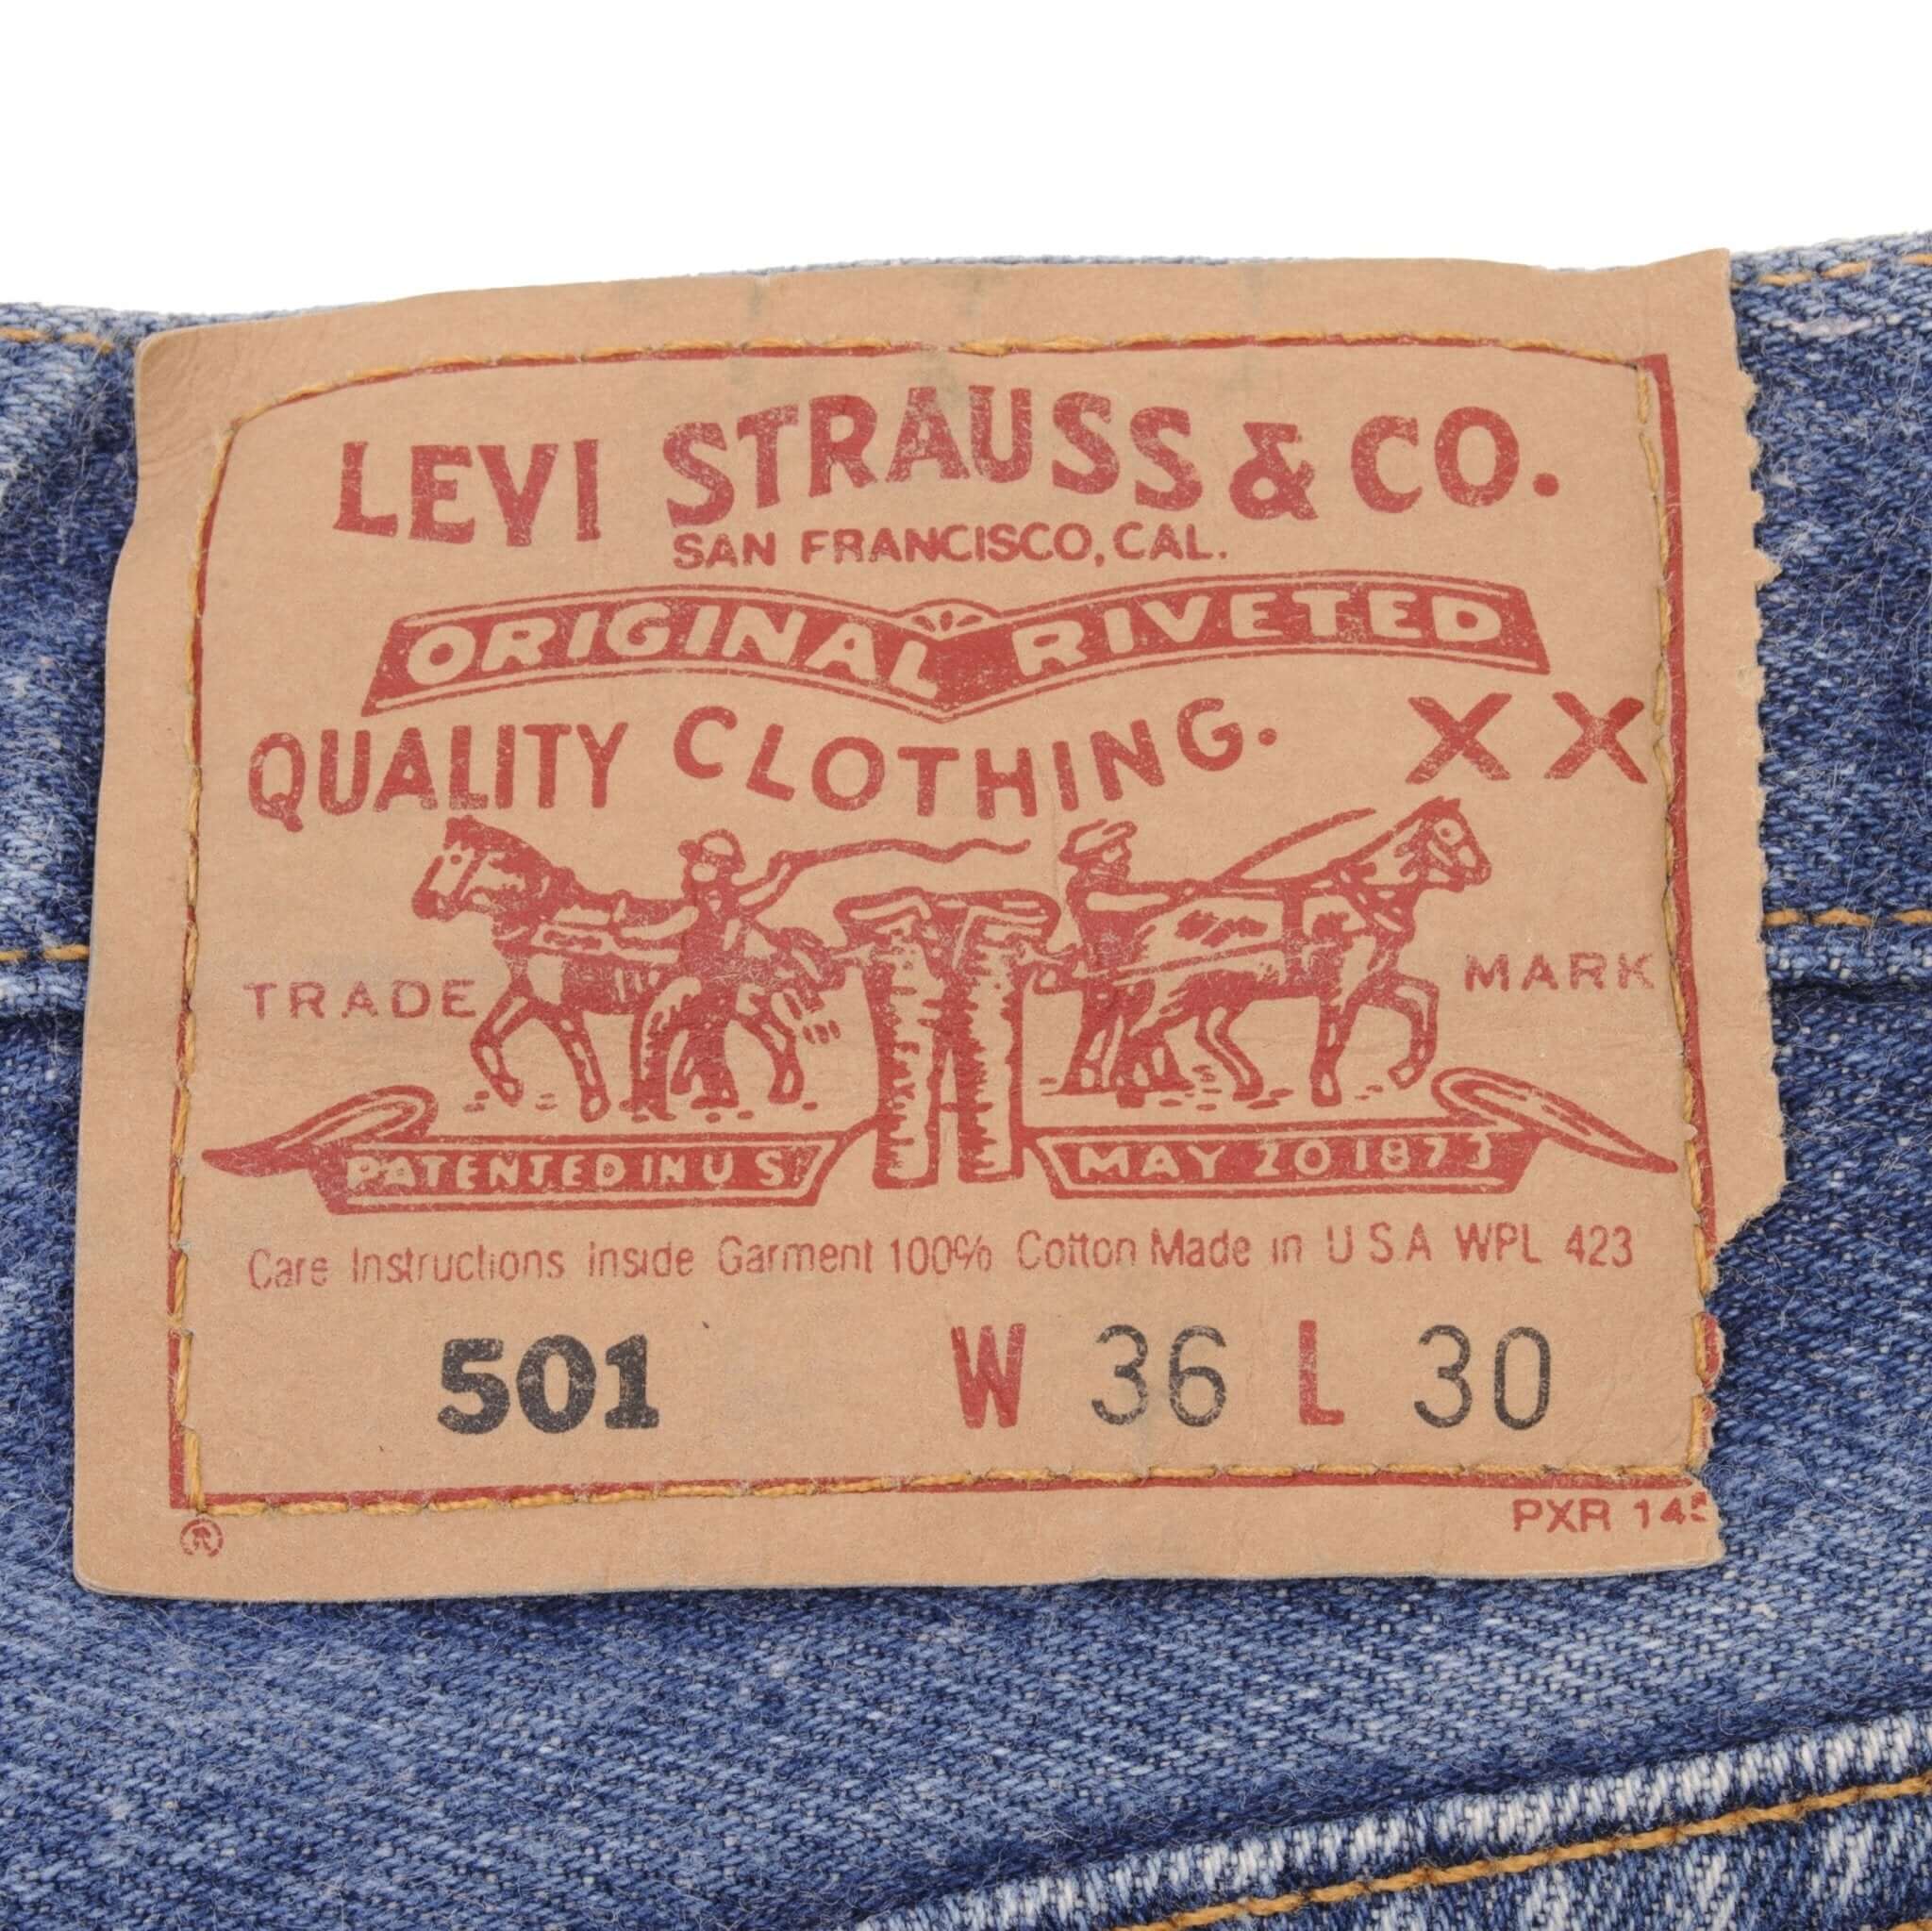 LEVI STRAUSS & CO.
SAN FRANCISCO, CAL.
ORIGINAL RIVETED
QUALITY CLOTHING. XX
TRADE MARK
PATENTED IN U S MAY 20 1873
Care Instructions Inside Garment 100% Cotton Made in U S A WPL 423
501 W 36 L 30
® PXR